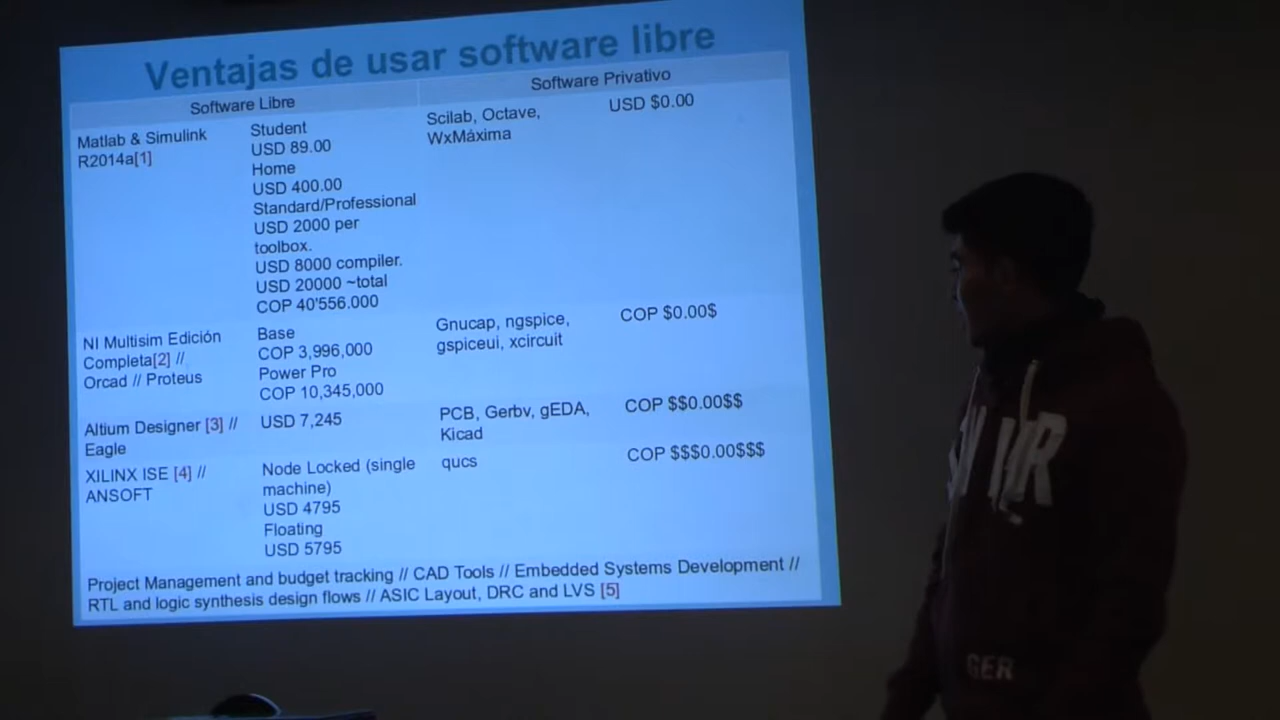 Ventajas de usar software libre
Software Libre
Software Privativo
Matlab & Simulink
R2014a[1]
Student
USD 89.00
Home
USD 400.00
Standard/Professional
USD 2000 per
toolbox.
USD 8000 compiler.
USD 20000 ~total
COP 40'556.000
Scilab, Octave,
WxMáxima
USD $0.00
NI Multisim Edición
Completa[2] //
Orcad // Proteus
Base
COP 3,996,000
Power Pro
COP 10,345,000
Gnucap, ngspice,
gspiceui, xcircuit
COP $0.00$
Altium Designer [3] //
Eagle
USD 7,245
PCB, Gerbv, gEDA,
Kicad
COP $$0.00$$
XILINX ISE [4] //
ANSOFT
Node Locked (single
machine)
USD 4795
Floating
USD 5795
qucs
COP $$$0.00$$$
Project Management and budget tracking // CAD Tools // Embedded Systems Development //
RTL and logic synthesis design flows // ASIC Layout, DRC and LVS [5]
GER